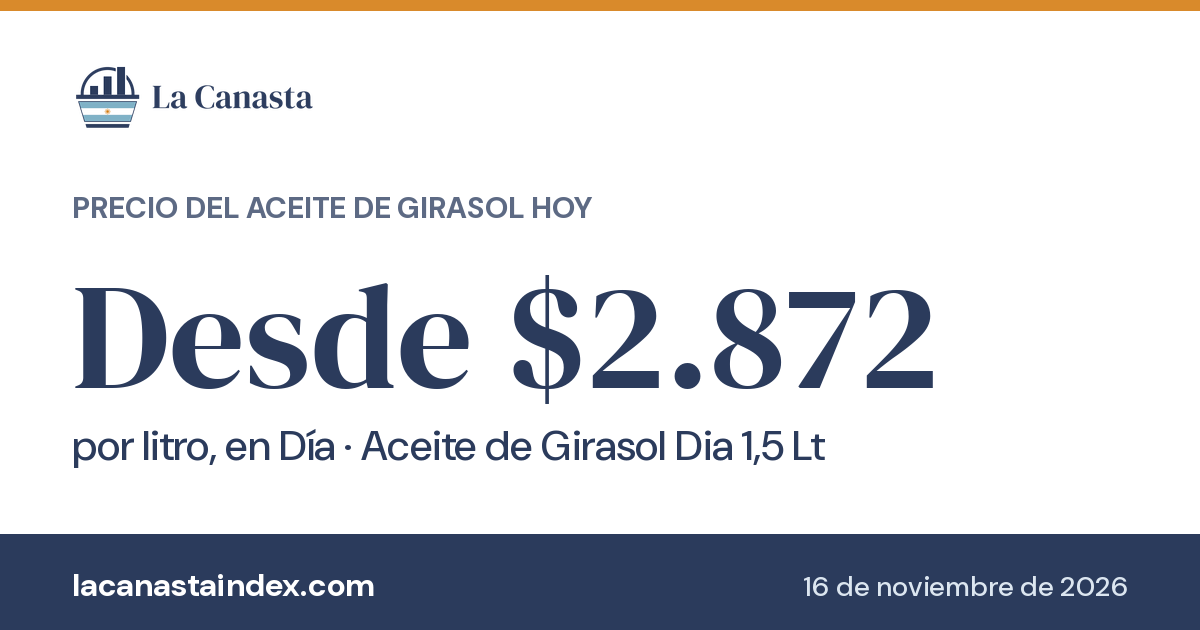 La Canasta
PRECIO DEL ACEITE DE GIRASOL HOY
Desde $2.872
por litro, en Día · Aceite de Girasol Dia 1,5 Lt
lacanastaindex.com
16 de noviembre de 2026